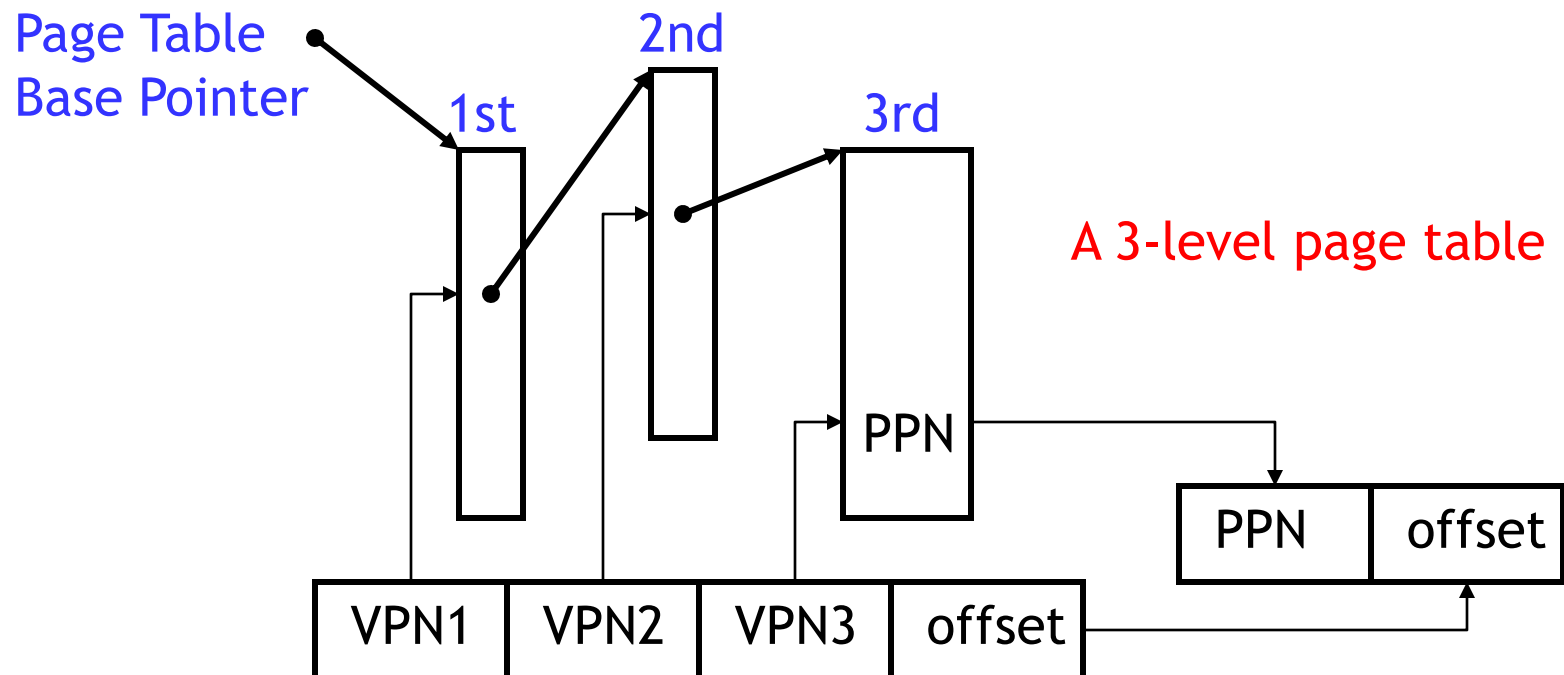 Page Table
Base Pointer
1st
2nd
3rd
A 3-level page table
PPN
PPN offset
VPN1 VPN2 VPN3 offset